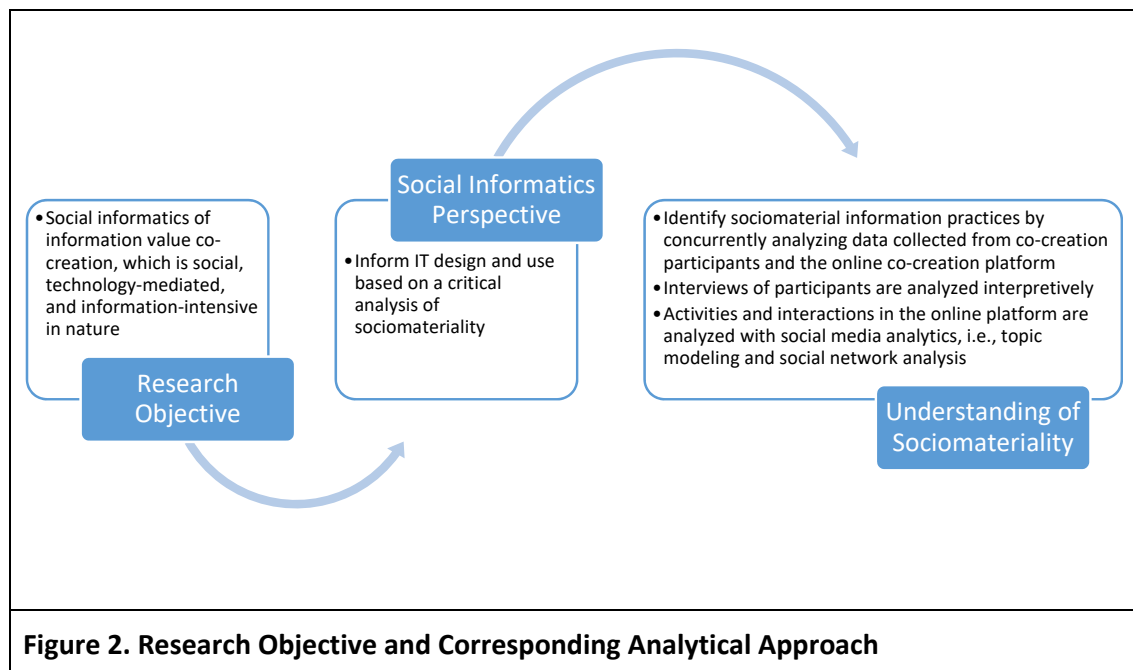 •Social informatics of
information value co-
creation, which is social,
technology-mediated,
and information-intensive
in nature
Research
Objective
Social Informatics
Perspective
•Inform IT design and use
based on a critical
analysis of
sociomateriality
•Identify sociomaterial information practices by
concurrently analyzing data collected from co-creation
participants and the online co-creation platform
•Interviews of participants are analyzed interpretively
•Activities and interactions in the online platform are
analyzed with social media analytics, i.e., topic
modeling and social network analysis
Understanding of
Sociomateriality
Figure 2. Research Objective and Corresponding Analytical Approach